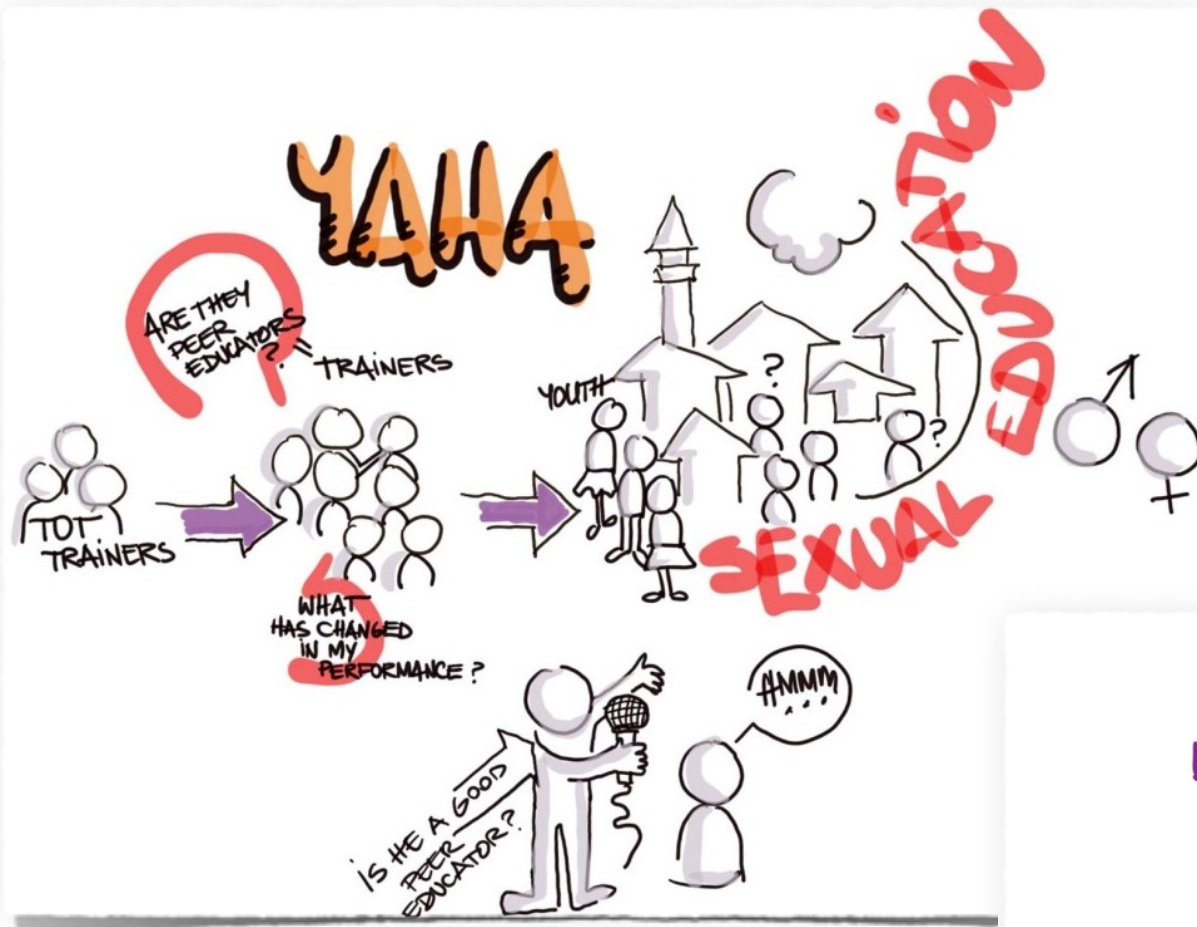 YAHA
ARE THEY
PEER
EDUCATORS
?
TRAINERS
TOT
TRAINERS
WHAT
HAS CHANGED
IN MY
PERFORMANCE?
YOUTH
?
?
SEXUAL
EDUCATION
IS HE A GOOD
PEER
EDUCATOR?
HMMM
...